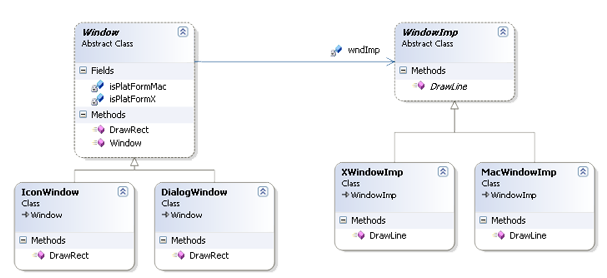 Window
Abstract Class
Fields
isPlatFormMac
isPlatFormX
Methods
DrawRect
Window
wndImp
WindowImp
Abstract Class
Methods
DrawLine
IconWindow
Class
Window
Methods
DrawRect
DialogWindow
Class
Window
Methods
DrawRect
XWindowImp
Class
WindowImp
Methods
DrawLine
MacWindowImp
Class
WindowImp
Methods
DrawLine